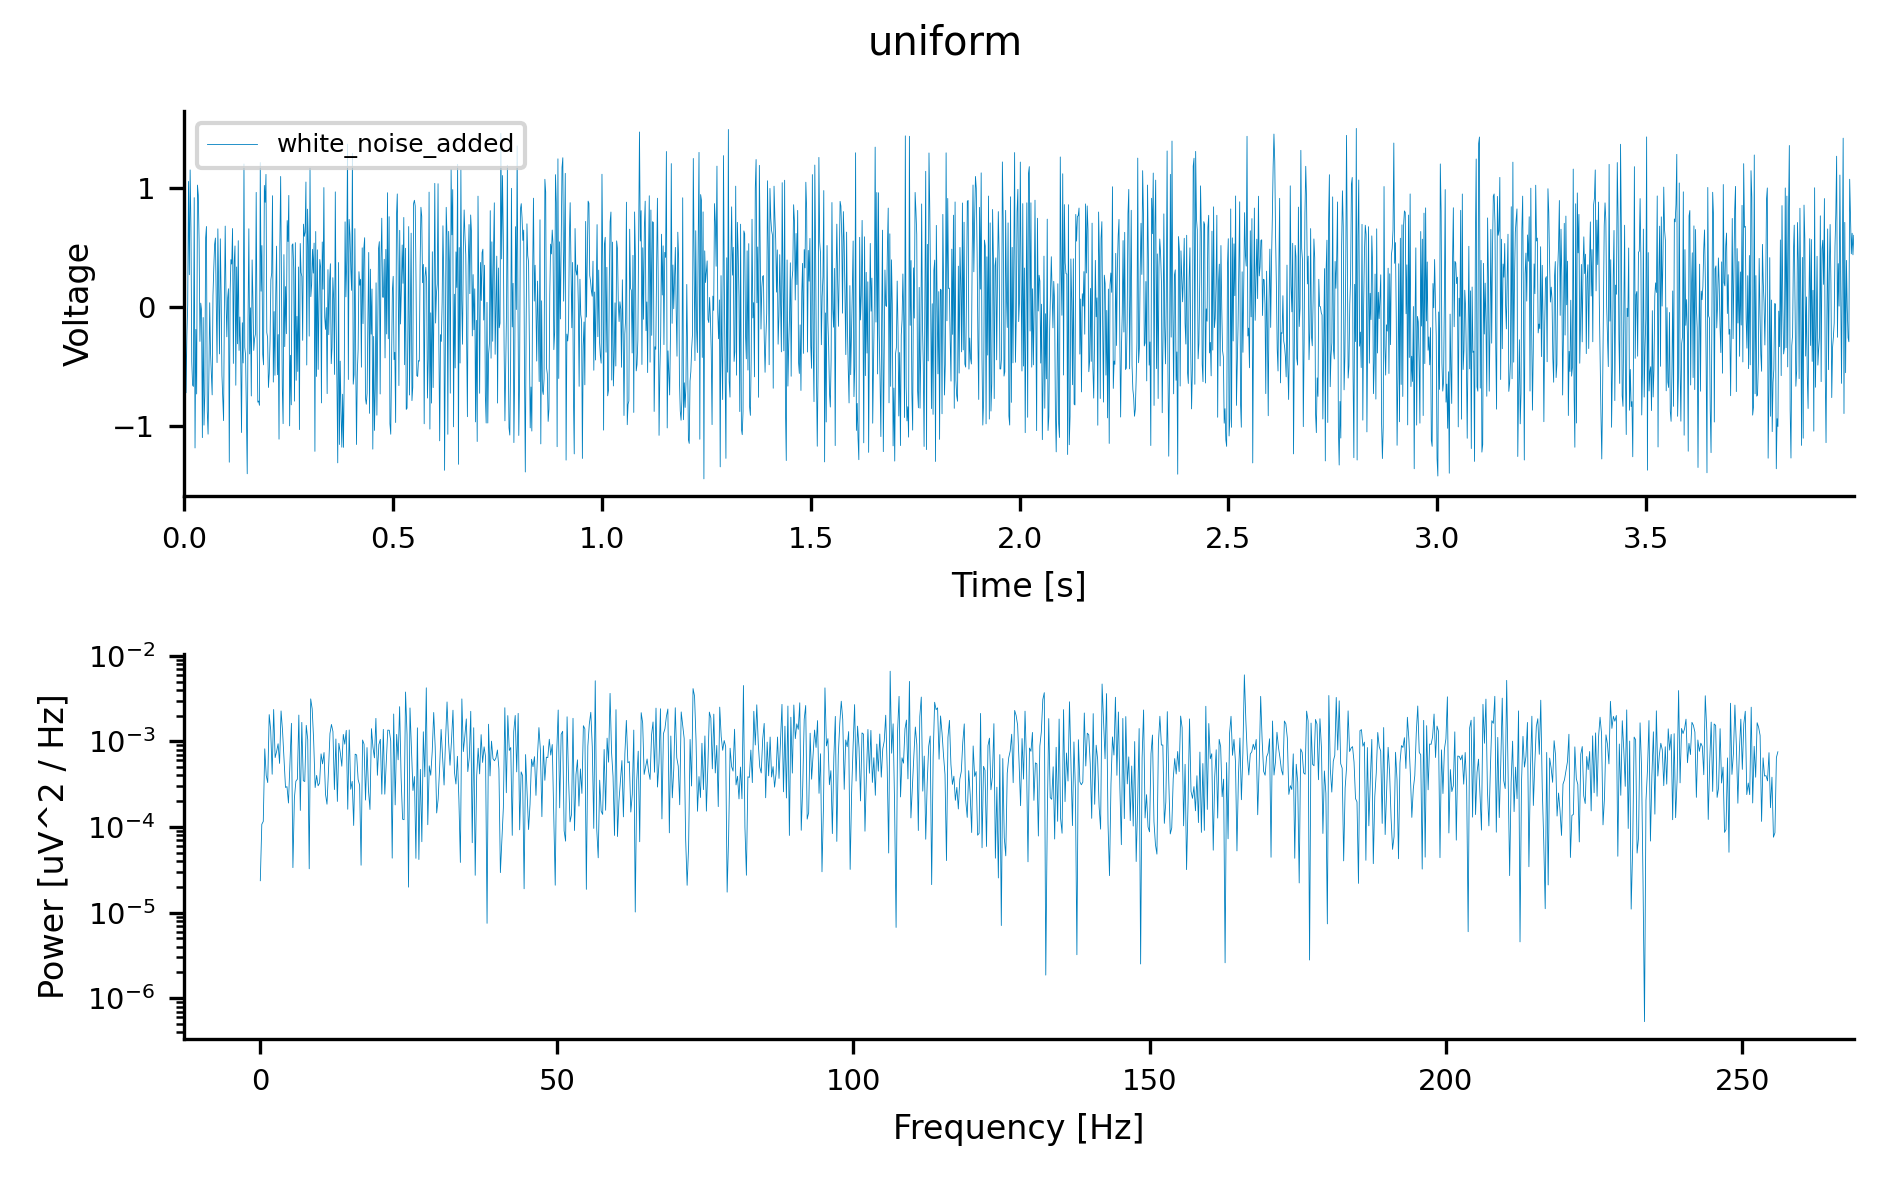 uniform
white_noise_added
Voltage
1
0
−1
0.0 0.5 1.0 1.5 2.0 2.5 3.0 3.5
Time [s]
Power [uV^2 / Hz]
10^−2
10^−3
10^−4
10^−5
10^−6
0 50 100 150 200 250
Frequency [Hz]